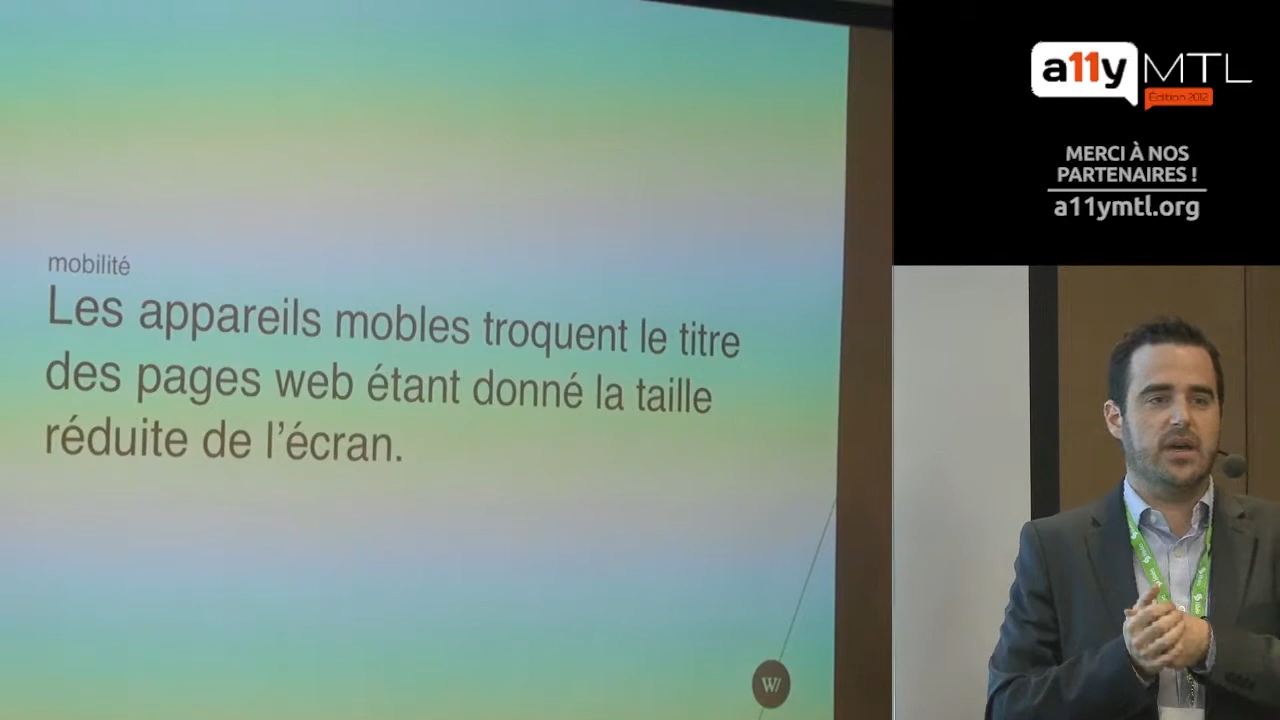 mobilité
Les appareils mobles troquent le titre
des pages web étant donné la taille
réduite de l'écran.
W/
a11y MTL
Édition 2012
MERCI À NOS
PARTENAIRES !
a11ymtl.org